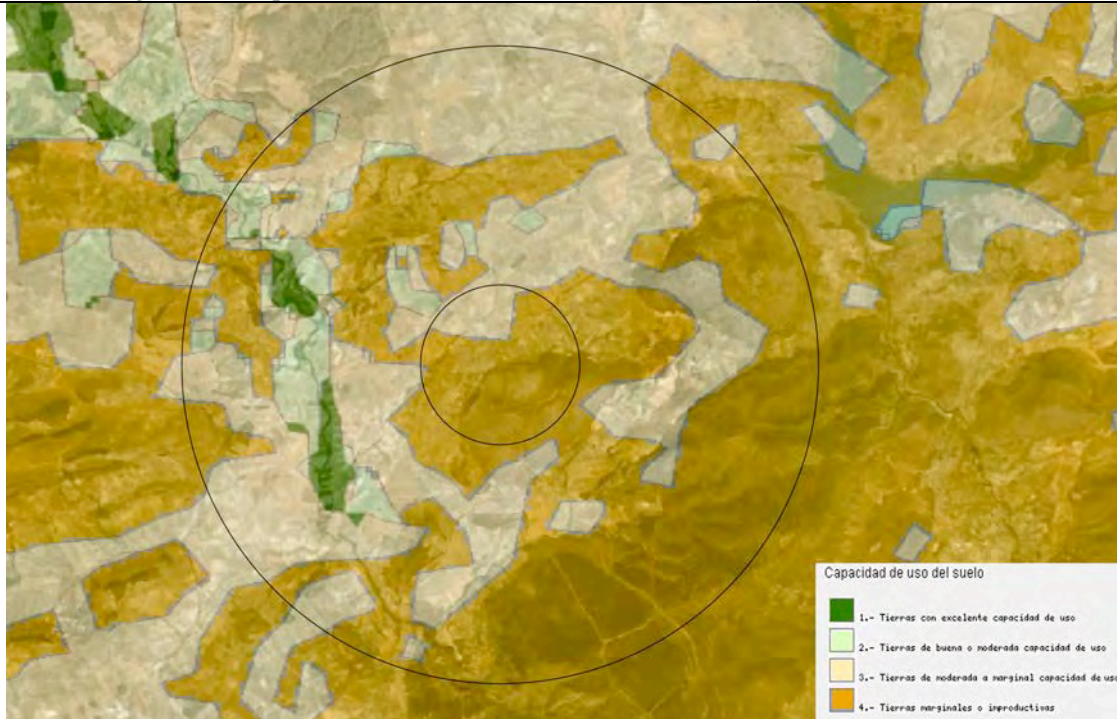 Capacidad de uso del suelo
1.- Tierras con excelente capacidad de uso
2.- Tierras de buena o moderada capacidad de uso
3.- Tierras de moderada a marginal capacidad de uso
4.- Tierras marginales o improductivas